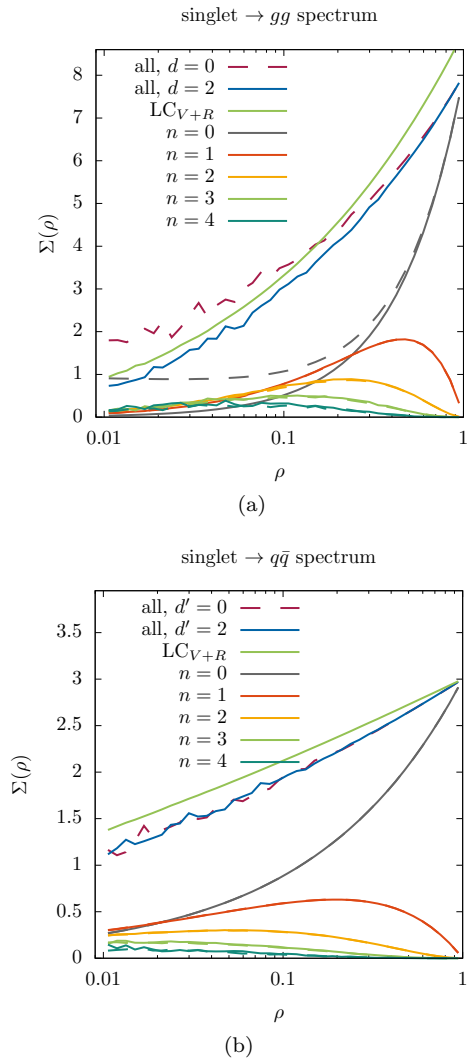 singlet → gg spectrum
8
7
6
5
4
3
2
1
0
Σ(ρ)
all, d = 0
all, d = 2
LC_{V+R}
n = 0
n = 1
n = 2
n = 3
n = 4
0.01 0.1 1
ρ
(a)
singlet → qq̄ spectrum
3.5
3
2.5
2
1.5
1
0.5
0
Σ(ρ)
all, d′ = 0
all, d′ = 2
LC_{V+R}
n = 0
n = 1
n = 2
n = 3
n = 4
0.01 0.1 1
ρ
(b)